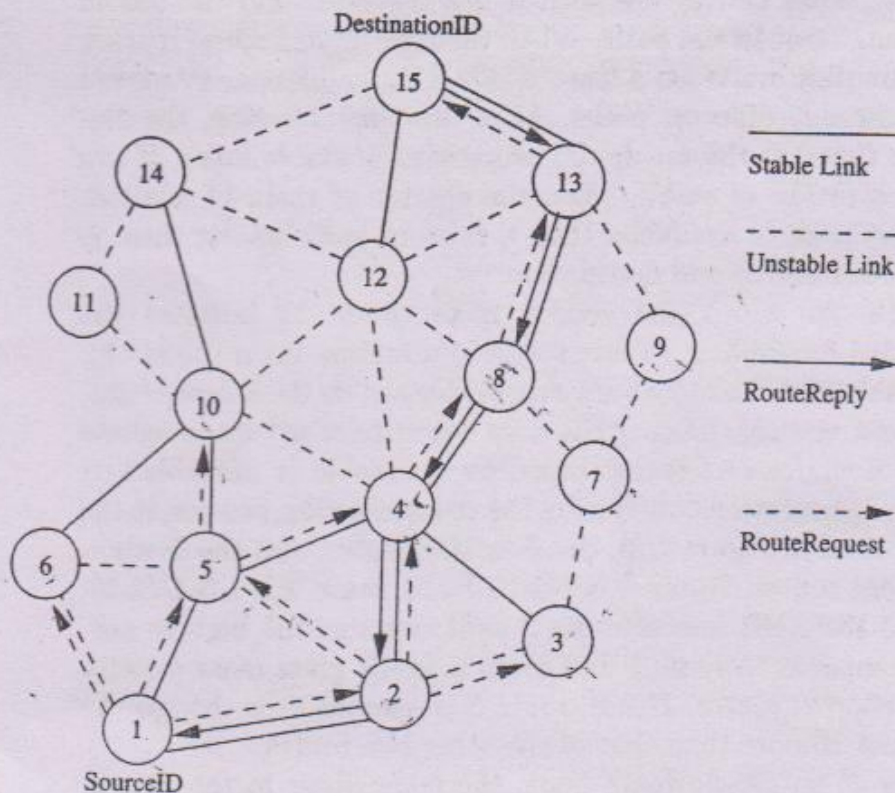 DestinationID
15
14
13
Stable Link
12
Unstable Link
11
9
8
10
RouteReply
7
4
RouteRequest
6
5
3
2
1
SourceID